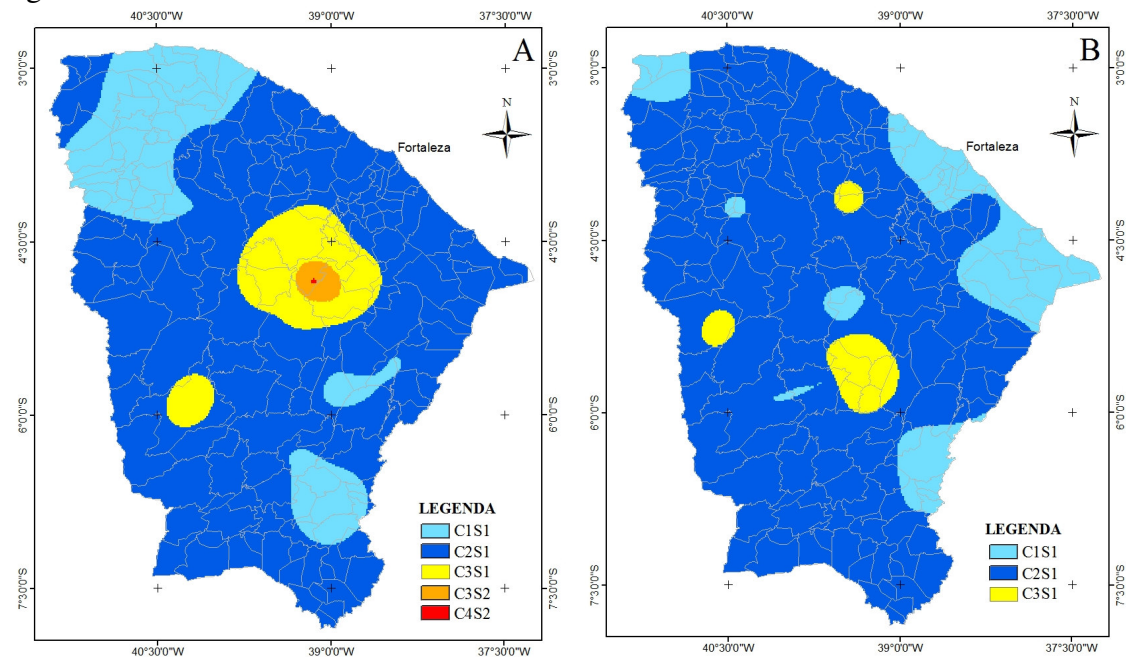 40°30'0"W 39°0'0"W 37°30'0"W
A
3°0'0"S 3°0'0"S
N
Fortaleza
4°30'0"S 4°30'0"S
6°0'0"S 6°0'0"S
LEGENDA
C1S1
C2S1
C3S1
C3S2
C4S2
7°30'0"S 7°30'0"S
40°30'0"W 39°0'0"W 37°30'0"W
40°30'0"W 39°0'0"W 37°30'0"W
B
3°0'0"S 3°0'0"S
N
Fortaleza
4°30'0"S 4°30'0"S
6°0'0"S 6°0'0"S
LEGENDA
C1S1
C2S1
C3S1
7°30'0"S 7°30'0"S
40°30'0"W 39°0'0"W 37°30'0"W